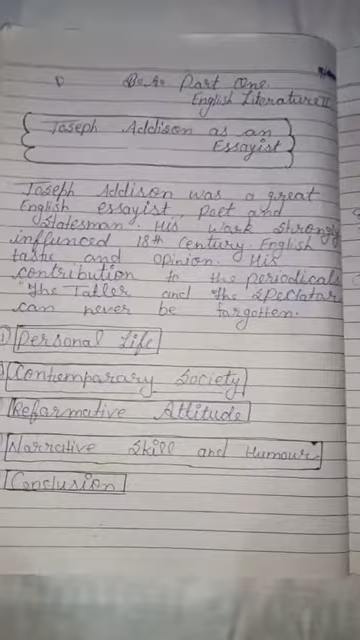 B.A. Part One
English Literature II
Joseph Addison as an
Essayist
Joseph Addison was a great
English essayist, Poet and
Statesman. His work strongly
influnced 18th Century English
taste and opinion. His
contribution to the periodicals
"The Tatler and The Spectator
can never be forgotten.
Personal Life
Contemparary Society
Reformative Attitude
Narrative Skill and Humour
Conclusion